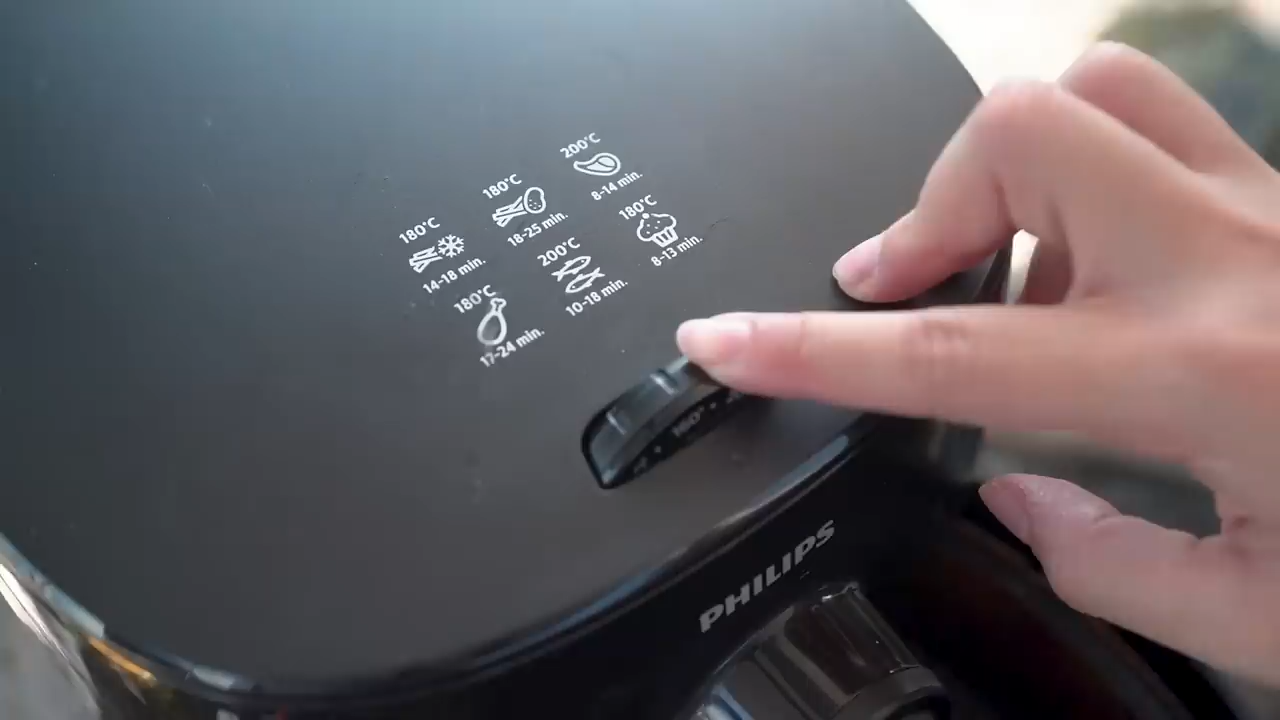 180°C
14-18 min.
180°C
18-25 min.
200°C
8-14 min.
180°C
17-24 min.
200°C
10-18 min.
180°C
8-13 min.
PHILIPS